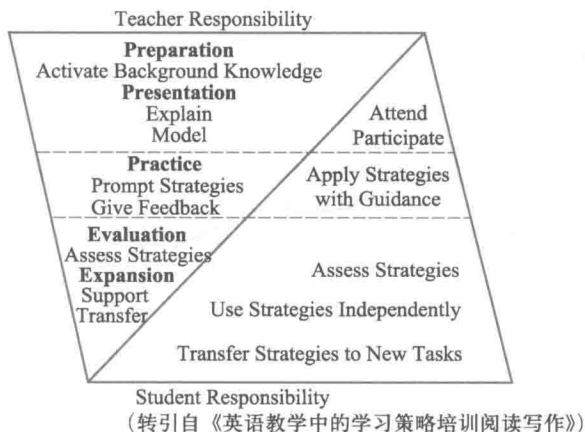 Teacher Responsibility
Preparation
Activate Background Knowledge
Presentation
Explain
Model
Attend
Participate
Practice
Prompt Strategies
Give Feedback
Apply Strategies
with Guidance
Evaluation
Assess Strategies
Expansion
Support
Transfer
Assess Strategies
Use Strategies Independently
Transfer Strategies to New Tasks
Student Responsibility
(转引自《英语教学中的学习策略培训阅读写作》)